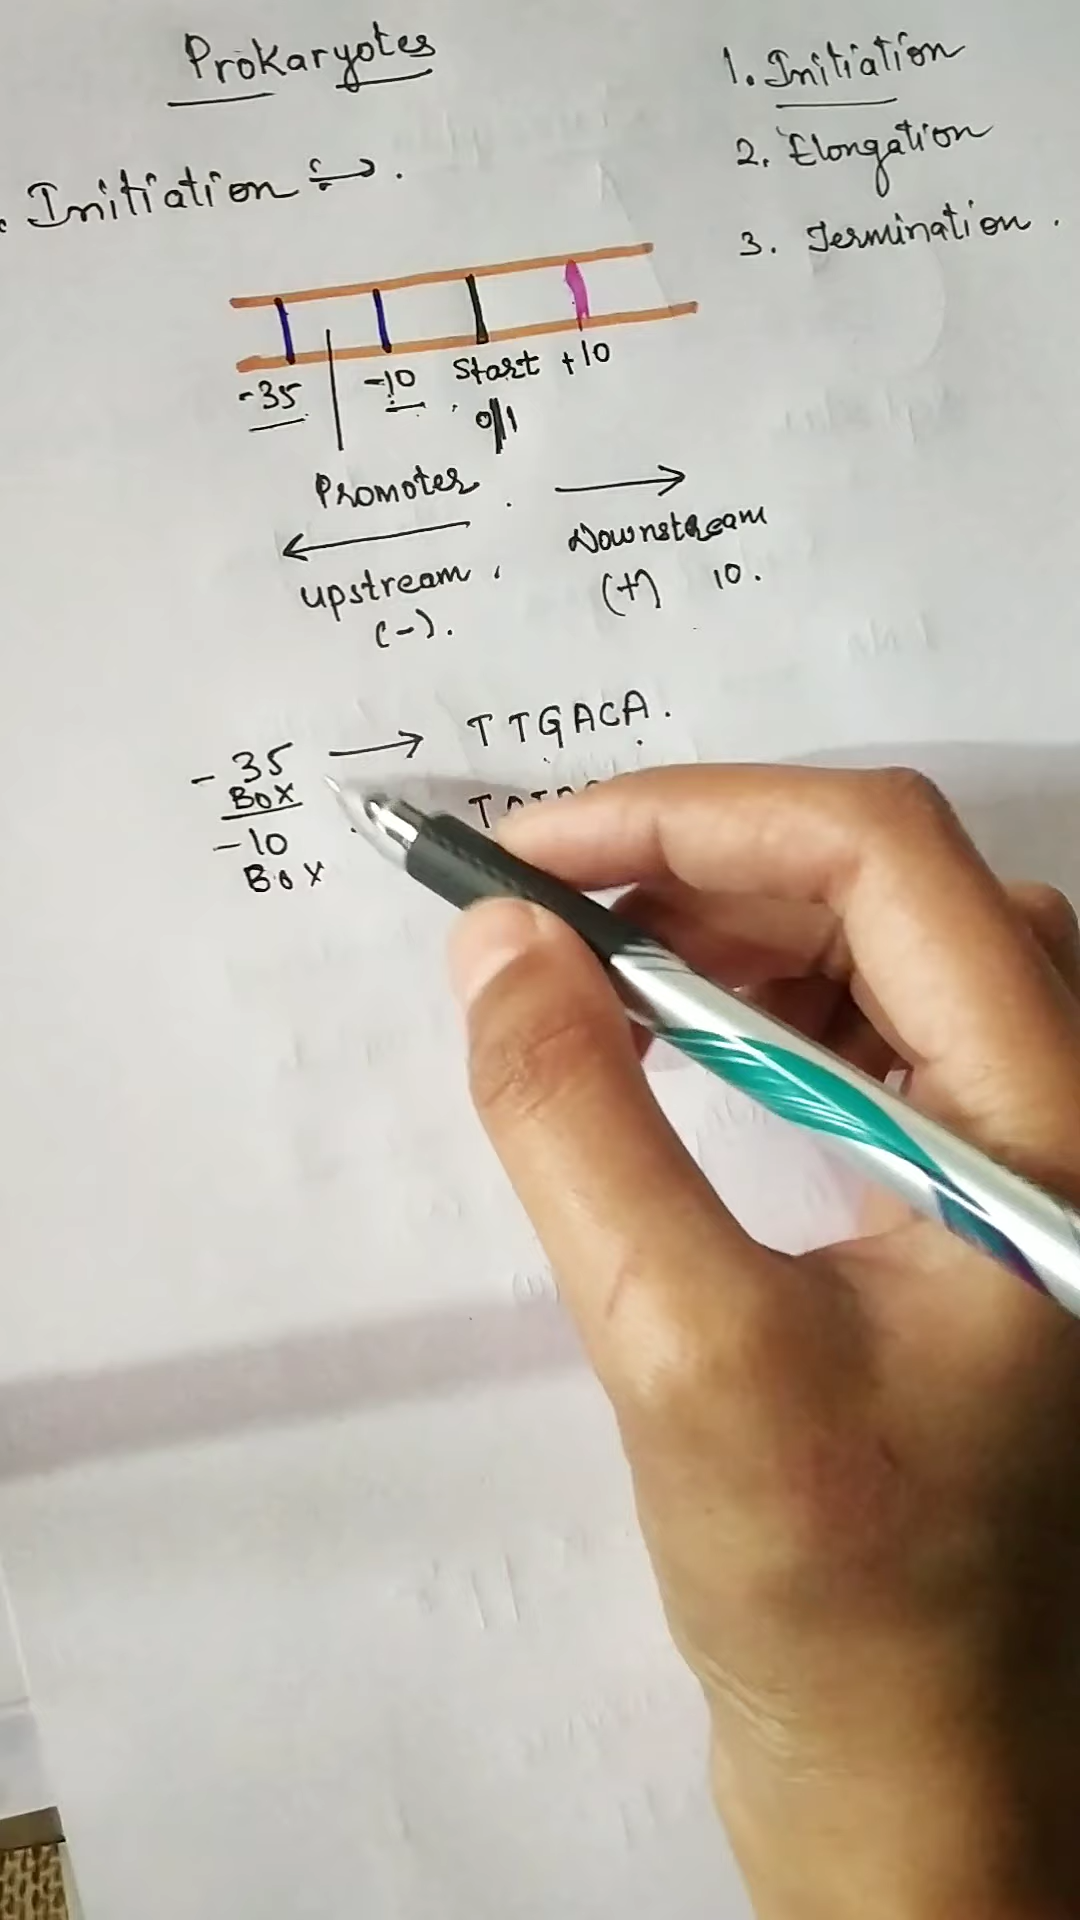 Prokaryotes
1. Initiation
2. Elongation
3. Termination.
Initiation
-35 -10 Start +10
0/1
Promoter
upstream
(-).
Downstream
(+) 10.
-35 Box → TTGACA.
-10 Box